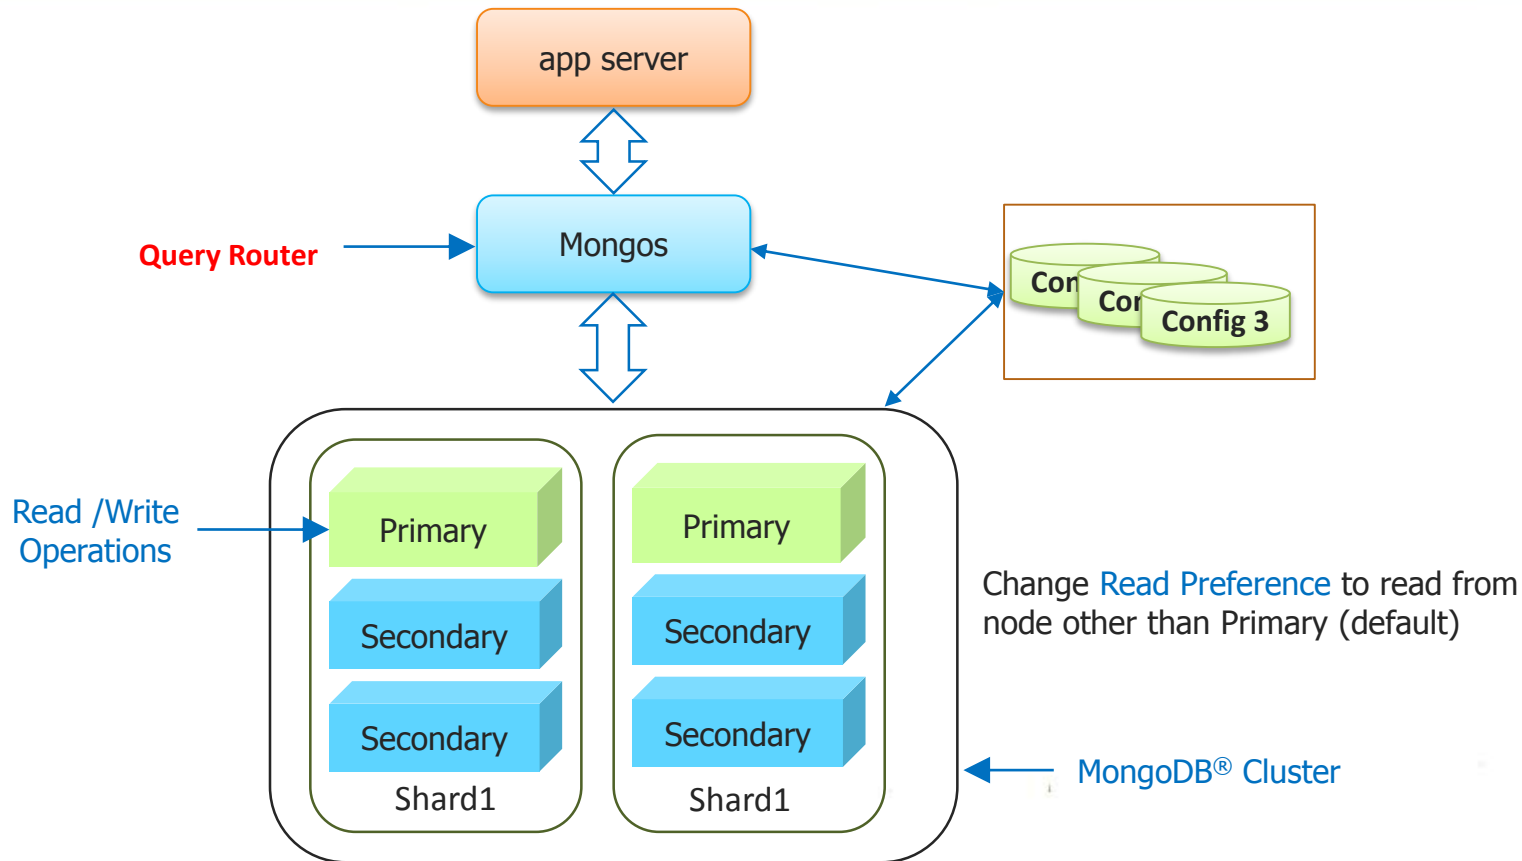 app server
Query Router
Mongos
Con
Con
Config 3
Read /Write
Operations
Primary
Secondary
Secondary
Shard1
Primary
Secondary
Secondary
Shard1
Change Read Preference to read from
node other than Primary (default)
MongoDB® Cluster